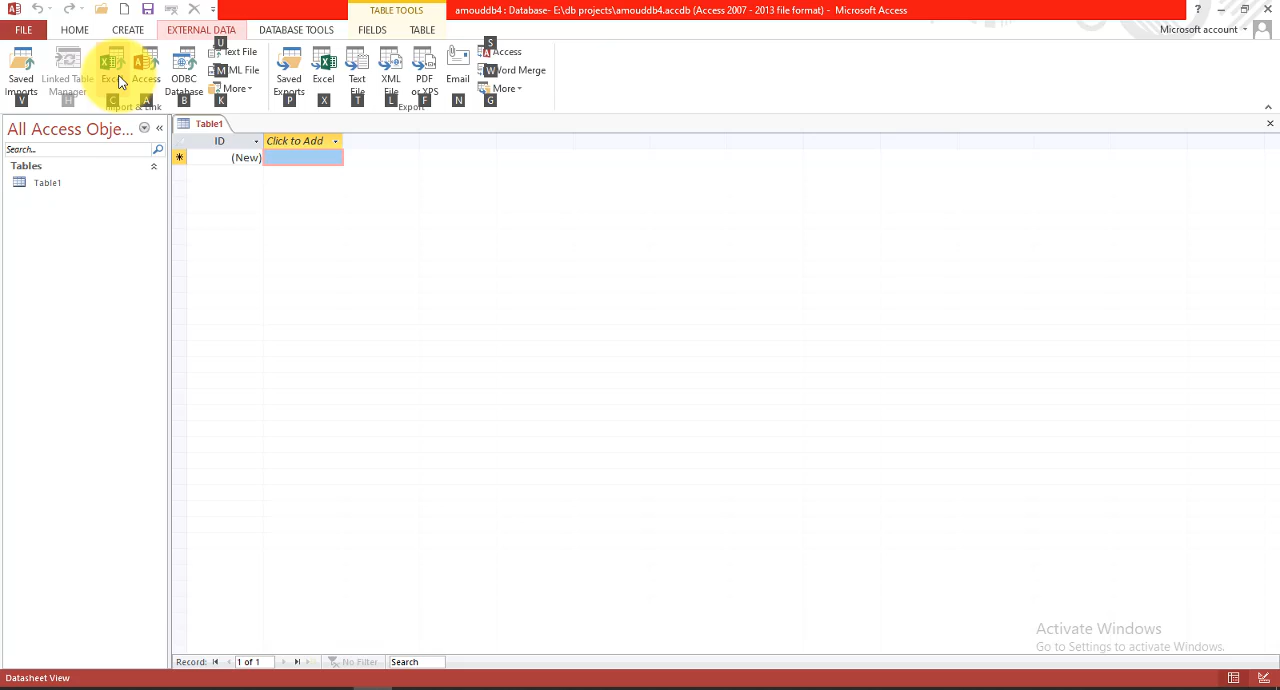 TABLE TOOLS
amouddb4 : Database- E:\db projects\amouddb4.accdb (Access 2007 - 2013 file format) - Microsoft Access
?
FILE
HOME
CREATE
EXTERNAL DATA
DATABASE TOOLS
FIELDS
TABLE
Microsoft account
U
S
Saved Imports
Linked Table Manager
Excel
Access
ODBC Database
Text File
M ML File
More
Saved Exports
Excel
Text File
XML File
PDF or XPS
Email
Access
Word Merge
W
More
V
H
C
A
B
K
P
X
T
L
F
N
G
Import & Link
Export
All Access Obje...
Search...
Tables
Table1
Table1
ID
Click to Add
(New)
Activate Windows
Go to Settings to activate Windows.
Record:
1 of 1
No Filter
Search
Datasheet View